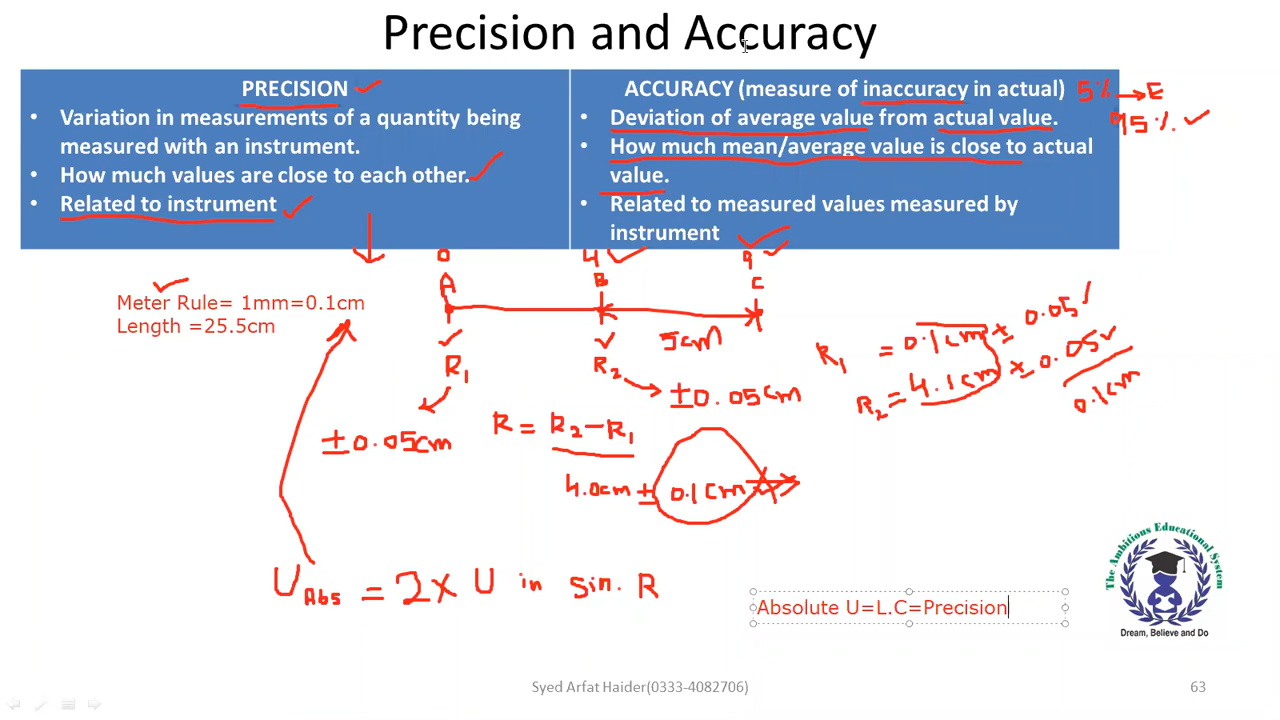 Precision and Accuracy
PRECISION
• Variation in measurements of a quantity being
measured with an instrument.
• How much values are close to each other.
• Related to instrument
ACCURACY (measure of inaccuracy in actual)
• Deviation of average value from actual value.
• How much mean/average value is close to actual
value.
• Related to measured values measured by
instrument
5% → E
95%
Meter Rule= 1mm=0.1cm
Length =25.5cm
0 4 9
A B C
5cm
R1 R2
±0.05cm
±0.05cm
R = R2-R1
4.0cm ± 0.1cm
R1 = 0.1cm ± 0.05
R2 = 4.1cm ± 0.05
0.1cm
UAbs = 2x U in sin. R
Absolute U=L.C=Precision
The Ambitious Educational System
Dream, Believe and Do
Syed Arfat Haider(0333-4082706)
63